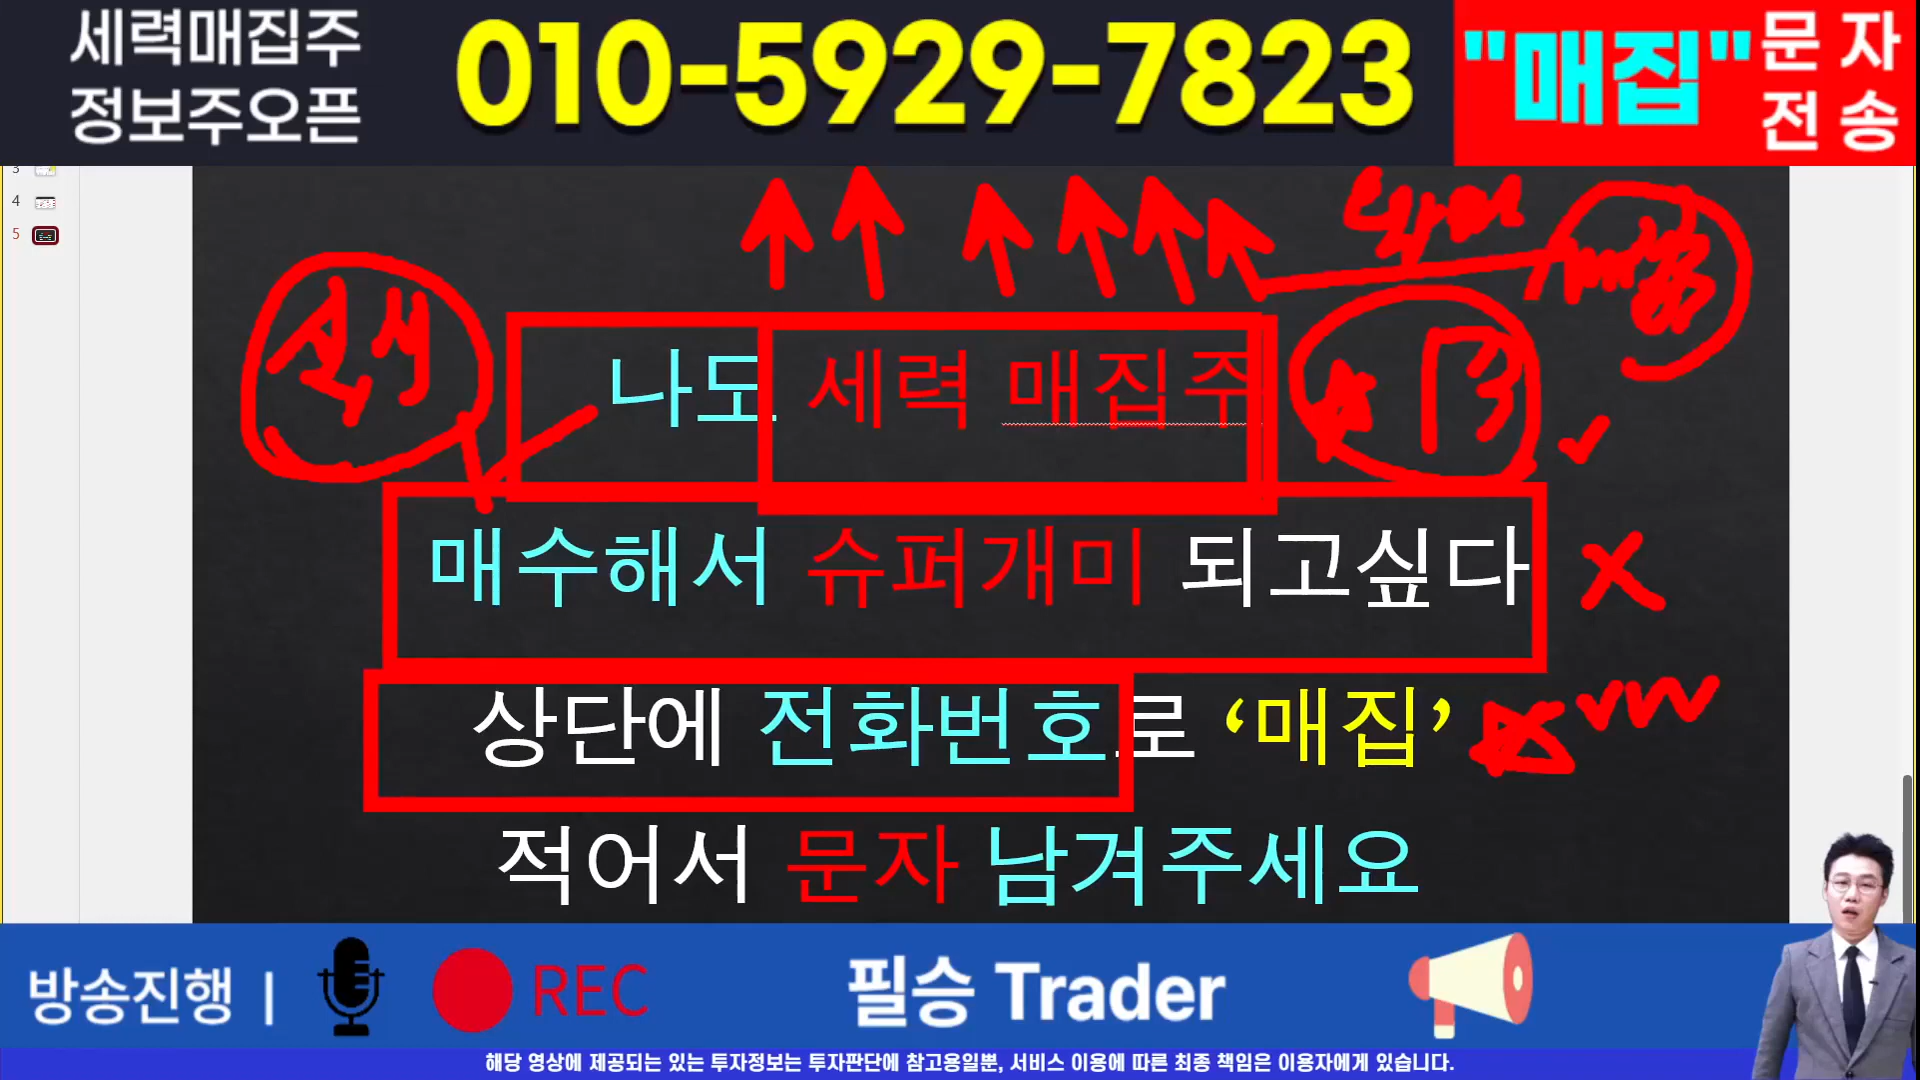 세력매집주
정보주오픈
010-5929-7823
"매집"
문자
전송
3
4
5
나도 세력 매집주
매수해서 슈퍼개미 되고싶다
상단에 전화번호로 ‘매집’
적어서 문자 남겨주세요
방송진행 |
REC
필승 Trader
해당 영상에 제공되는 있는 투자정보는 투자판단에 참고용일뿐, 서비스 이용에 따른 최종 책임은 이용자에게 있습니다.